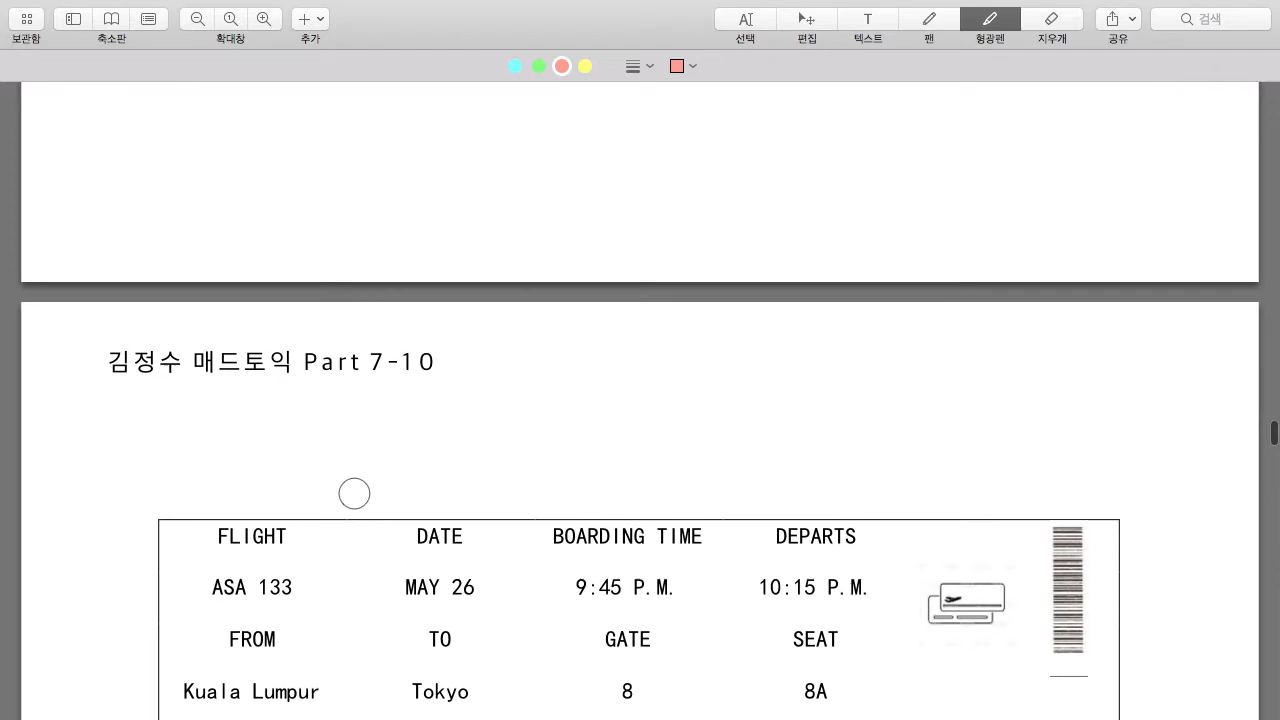 보관함 축소판 확대창 추가 선택 편집 텍스트 펜 형광펜 지우개 공유 검색
김정수 매드토익 Part 7-10
FLIGHT DATE BOARDING TIME DEPARTS
ASA 133 MAY 26 9:45 P.M. 10:15 P.M.
FROM TO GATE SEAT
Kuala Lumpur Tokyo 8 8A